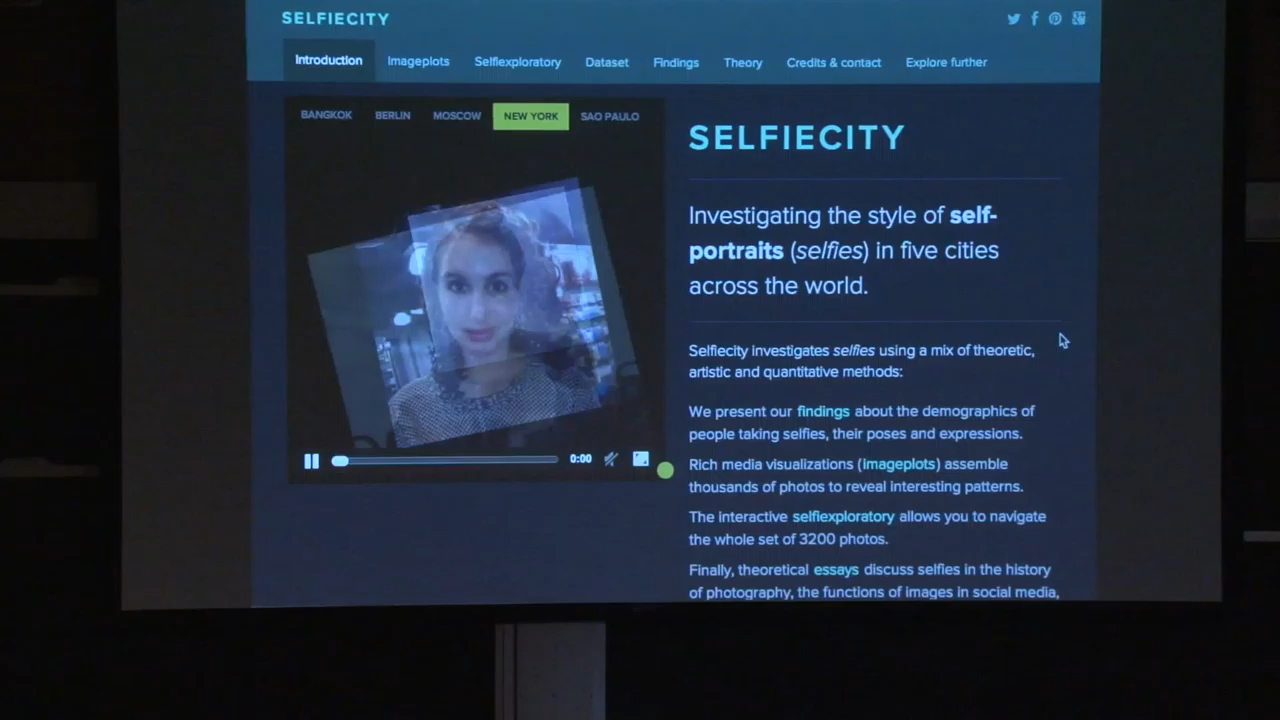 SELFIECITY
Introduction Imageplots Selfiexploratory Dataset Findings Theory Credits & contact Explore further
BANGKOK BERLIN MOSCOW NEW YORK SAO PAULO
0:00
SELFIECITY
Investigating the style of self-
portraits (selfies) in five cities
across the world.
Selfiecity investigates selfies using a mix of theoretic,
artistic and quantitative methods:
We present our findings about the demographics of
people taking selfies, their poses and expressions.
Rich media visualizations (imageplots) assemble
thousands of photos to reveal interesting patterns.
The interactive selfiexploratory allows you to navigate
the whole set of 3200 photos.
Finally, theoretical essays discuss selfies in the history
of photography, the functions of images in social media,